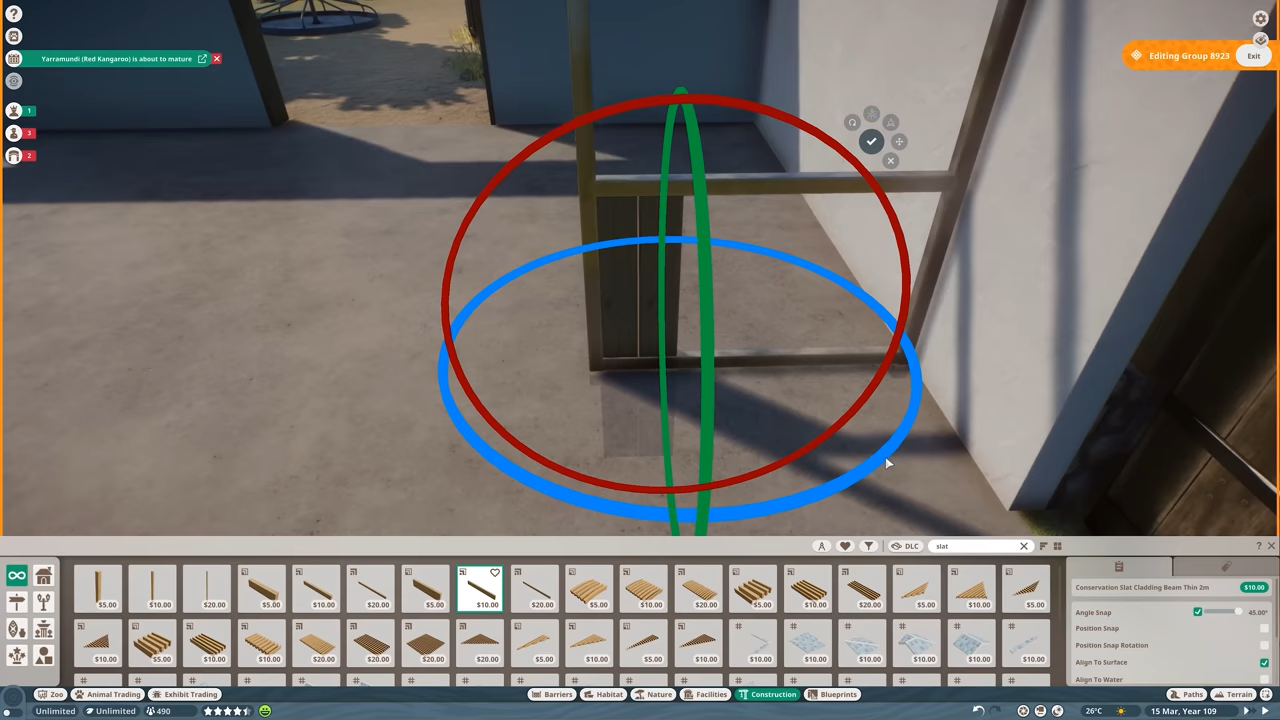 ?
Yarramundi (Red Kangaroo) is about to mature
1
3
2
Editing Group 8923
Exit
DLC
slat
?
$5.00 $10.00 $20.00 $5.00 $10.00 $20.00 $5.00 $10.00 $20.00 $5.00 $10.00 $20.00 $5.00 $10.00 $20.00 $5.00 $10.00 $5.00
$10.00 $5.00 $10.00 $10.00 $20.00 $20.00 $20.00 $20.00 $5.00 $10.00 $5.00 $10.00 $10.00 $10.00 $10.00 $10.00 $10.00 $10.00
Conservation Slat Cladding Beam Thin 2m
$10.00
Angle Snap
45.00°
Position Snap
Position Snap Rotation
Align To Surface
Align To Water
Zoo
Animal Trading
Exhibit Trading
Barriers
Habitat
Nature
Facilities
Construction
Blueprints
Paths
Terrain
Unlimited
Unlimited
490
26°C
15 Mar, Year 109